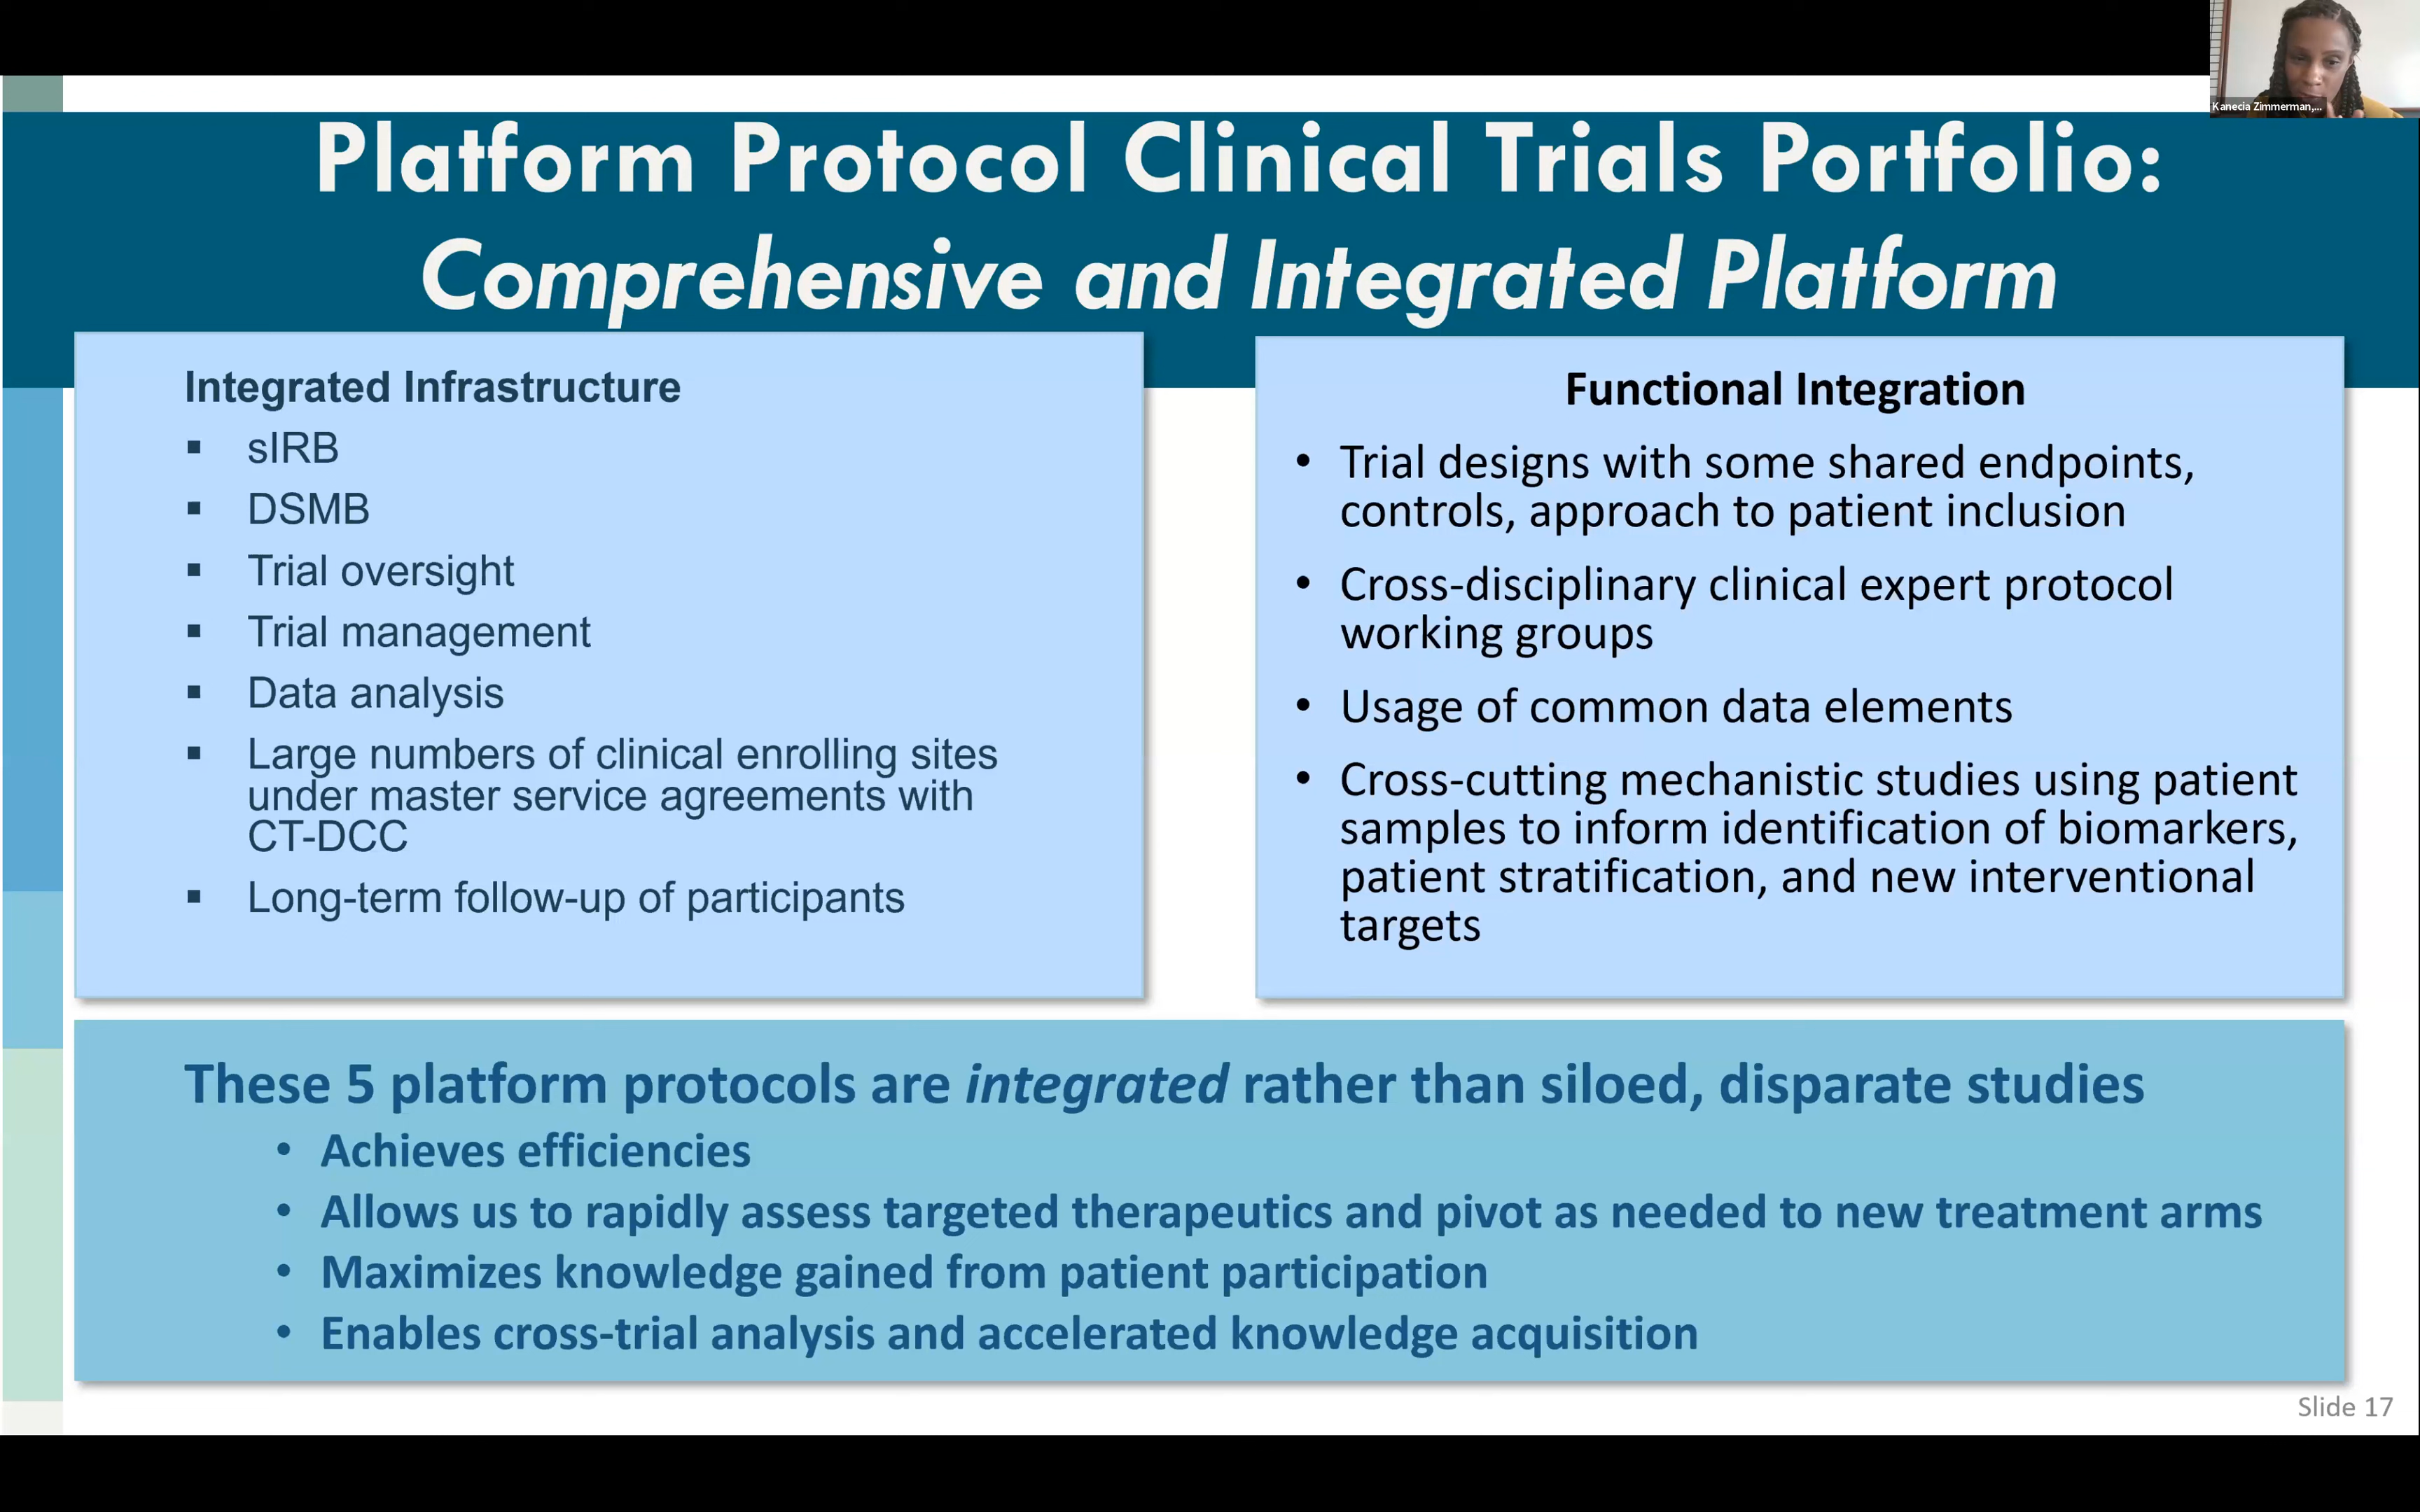 Kanecia Zimmerman,...
Platform Protocol Clinical Trials Portfolio:
Comprehensive and Integrated Platform
Integrated Infrastructure
▪ sIRB
▪ DSMB
▪ Trial oversight
▪ Trial management
▪ Data analysis
▪ Large numbers of clinical enrolling sites
under master service agreements with
CT-DCC
▪ Long-term follow-up of participants
Functional Integration
• Trial designs with some shared endpoints,
controls, approach to patient inclusion
• Cross-disciplinary clinical expert protocol
working groups
• Usage of common data elements
• Cross-cutting mechanistic studies using patient
samples to inform identification of biomarkers,
patient stratification, and new interventional
targets
These 5 platform protocols are integrated rather than siloed, disparate studies
• Achieves efficiencies
• Allows us to rapidly assess targeted therapeutics and pivot as needed to new treatment arms
• Maximizes knowledge gained from patient participation
• Enables cross-trial analysis and accelerated knowledge acquisition
Slide 17